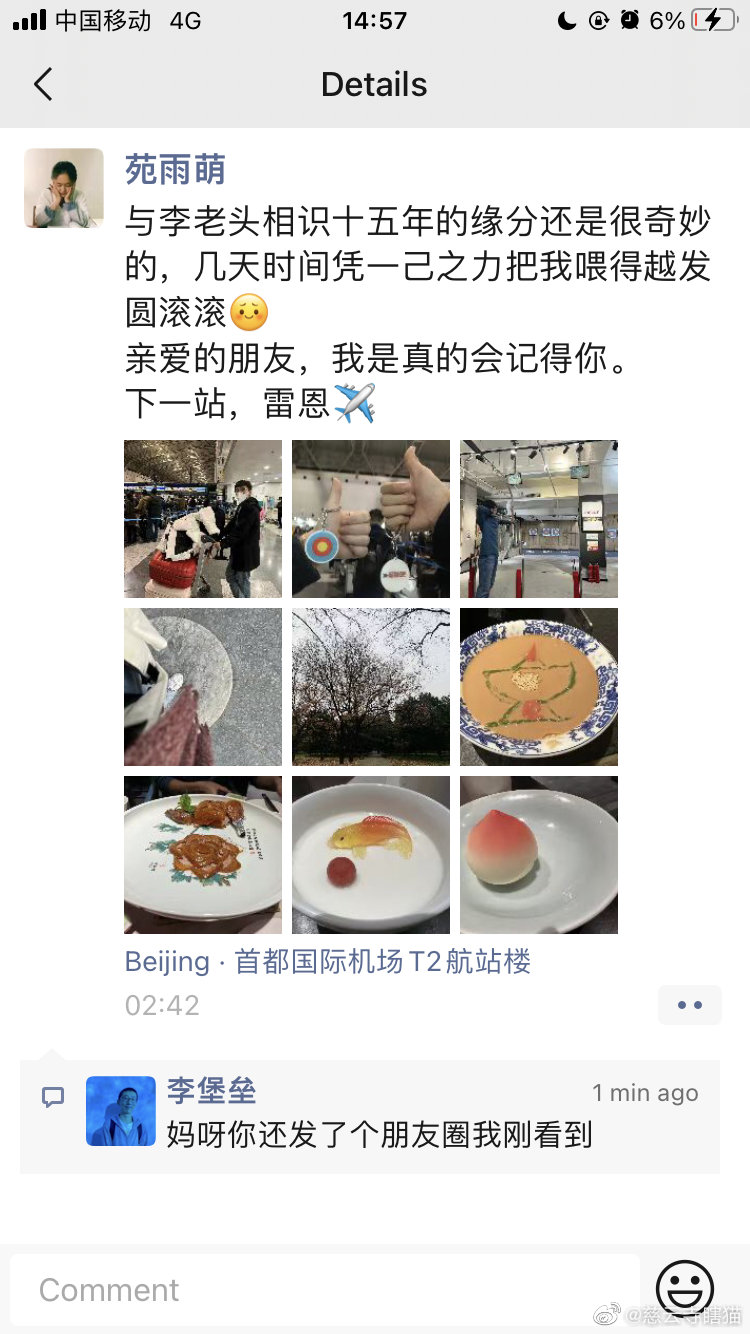 中国移动 4G 14:57 6%
Details
苑雨萌
与李老头相识十五年的缘分还是很奇妙
的，几天时间凭一己之力把我喂得越发
圆滚滚☺️
亲爱的朋友，我是真的会记得你。
下一站，雷恩✈️
Beijing · 首都国际机场T2航站楼
02:42
李堡垒 1 min ago
妈呀你还发了个朋友圈我刚看到
Comment
@慈云寺瞎猫